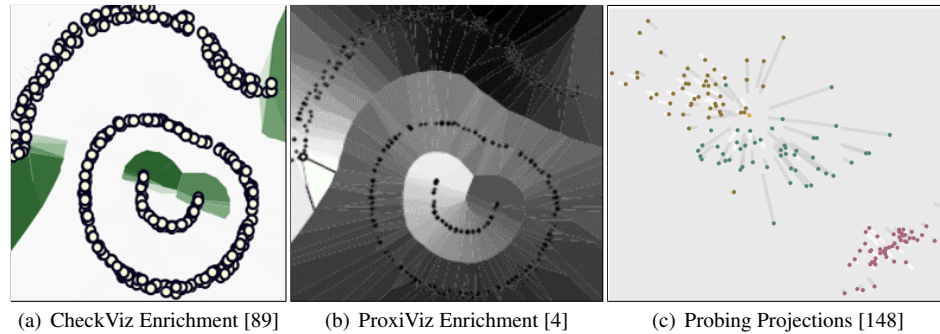 (a) CheckViz Enrichment [89]
(b) ProxiViz Enrichment [4]
(c) Probing Projections [148]